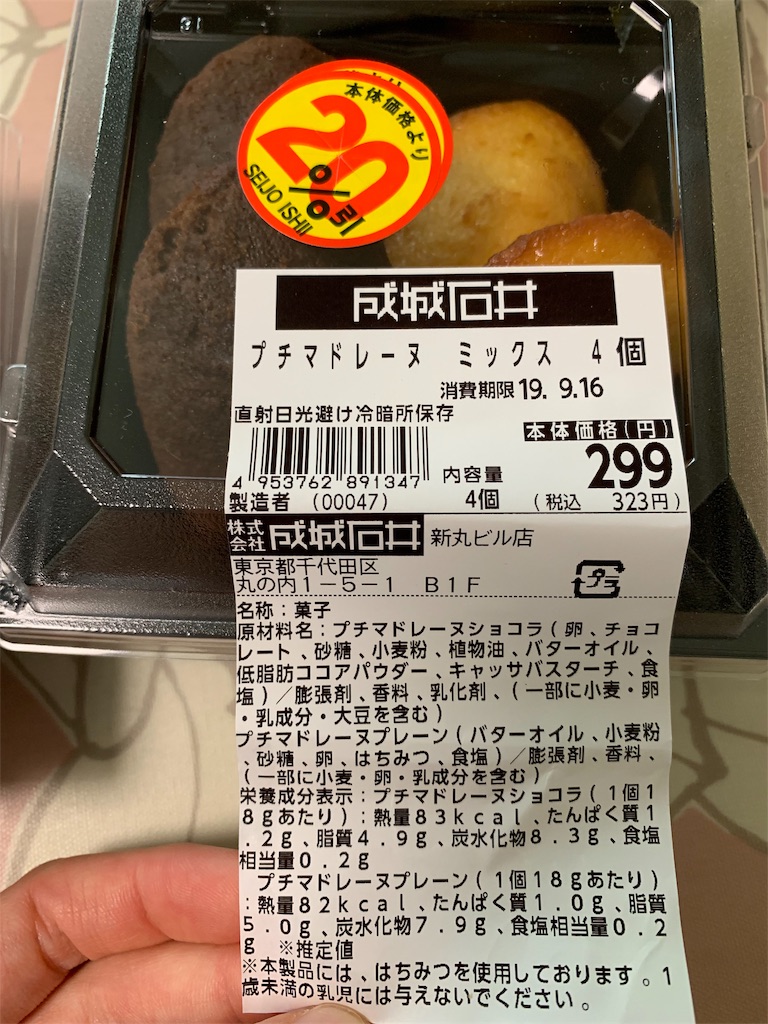 本体価格より
20
%引
SEIJO ISHII
成城石井
プチマドレーヌ ミックス 4個
消費期限 19. 9.16
直射日光避け冷暗所保存
本体価格(円)
299
4 953762 891347
内容量
4個
(税込 323円)
製造者 (00047)
株式会社 成城石井 新丸ビル店
東京都千代田区
丸の内1-5-1 B1F
プラ
名称:菓子
原材料名:プチマドレーヌショコラ(卵、チョコ
レート、砂糖、小麦粉、植物油、バターオイル、
低脂肪ココアパウダー、キャッサバスターチ、食
塩)/膨張剤、香料、乳化剤、(一部に小麦・卵
・乳成分・大豆を含む)
プチマドレーヌプレーン(バターオイル、小麦粉
、砂糖、卵、はちみつ、食塩)/膨張剤、香料、
(一部に小麦・卵・乳成分を含む)
栄養成分表示:プチマドレーヌショコラ(1個1
8gあたり):熱量83kcal、たんぱく質1
.2g、脂質4.9g、炭水化物8.3g、食塩
相当量0.2g
プチマドレーヌプレーン(1個18gあたり)
:熱量82kcal、たんぱく質1.0g、脂質
5.0g、炭水化物7.9g、食塩相当量0.2
g ※推定値
※本製品には、はちみつを使用しております。1
歳未満の乳児には与えないでください。